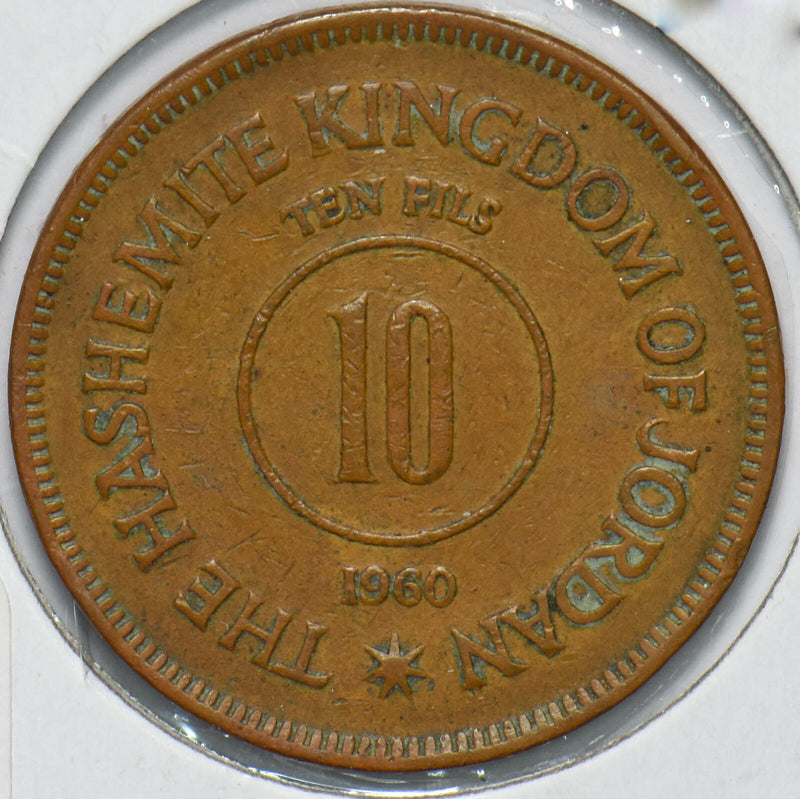 THE HASHEMITE KINGDOM OF JORDAN
TEN FILS
10
1960